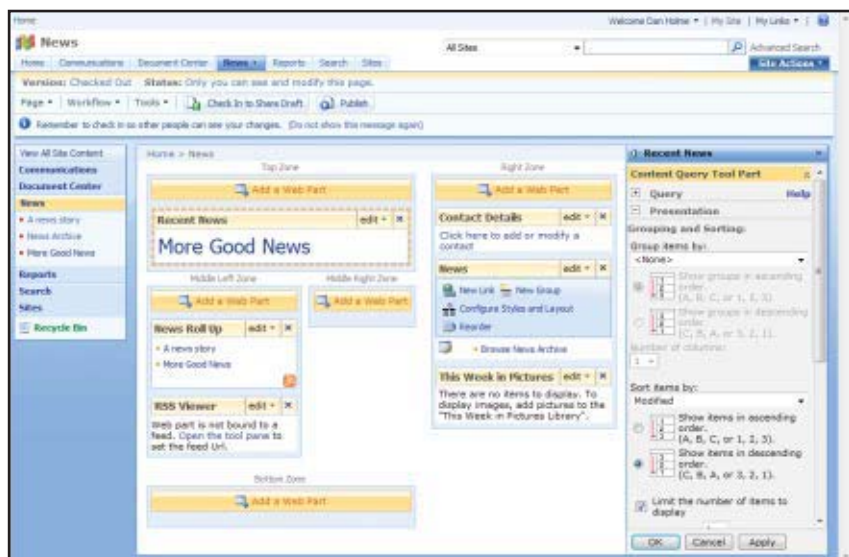 Home
Welcome Dan Holme | My Site | My Links |
News
All Sites
Advanced Search
Home Communications Document Center News Reports Search Sites
Site Actions
Version: Checked Out Status: Only you can see and modify this page.
Page Workflow Tools Check In to Share Draft Publish
Remember to check in so other people can see your changes. (Do not show this message again)
View All Site Content
Communications
Document Center
News
A news story
News Archive
More Good News
Reports
Search
Sites
Recycle Bin
Home > News
Top Zone
Add a Web Part
Recent News edit
More Good News
Middle Left Zone
Add a Web Part
News Roll Up edit
A news story
More Good News
RSS Viewer edit
Web part is not bound to a
feed. Open the tool pane to
set the feed Url.
Middle Right Zone
Add a Web Part
Bottom Zone
Add a Web Part
Right Zone
Add a Web Part
Contact Details edit
Click here to add or modify a
contact
News edit
New Link New Group
Configure Styles and Layout
Reorder
Browse News Archive
This Week in Pictures edit
There are no items to display. To
display images, add pictures to the
"This Week in Pictures Library".
Recent News
Content Query Tool Part
Query Help
Presentation
Grouping and Sorting:
Group items by:
<None>
Show groups in ascending
order.
(A, B, C, or 1, 2, 3)
Show groups in descending
order.
(C, B, A, or 3, 2, 1).
Number of columns:
1
Sort items by:
Modified
Show items in ascending
order.
(A, B, C, or 1, 2, 3).
Show items in descending
order.
(C, B, A, or 3, 2, 1).
Limit the number of items to
display
OK Cancel Apply